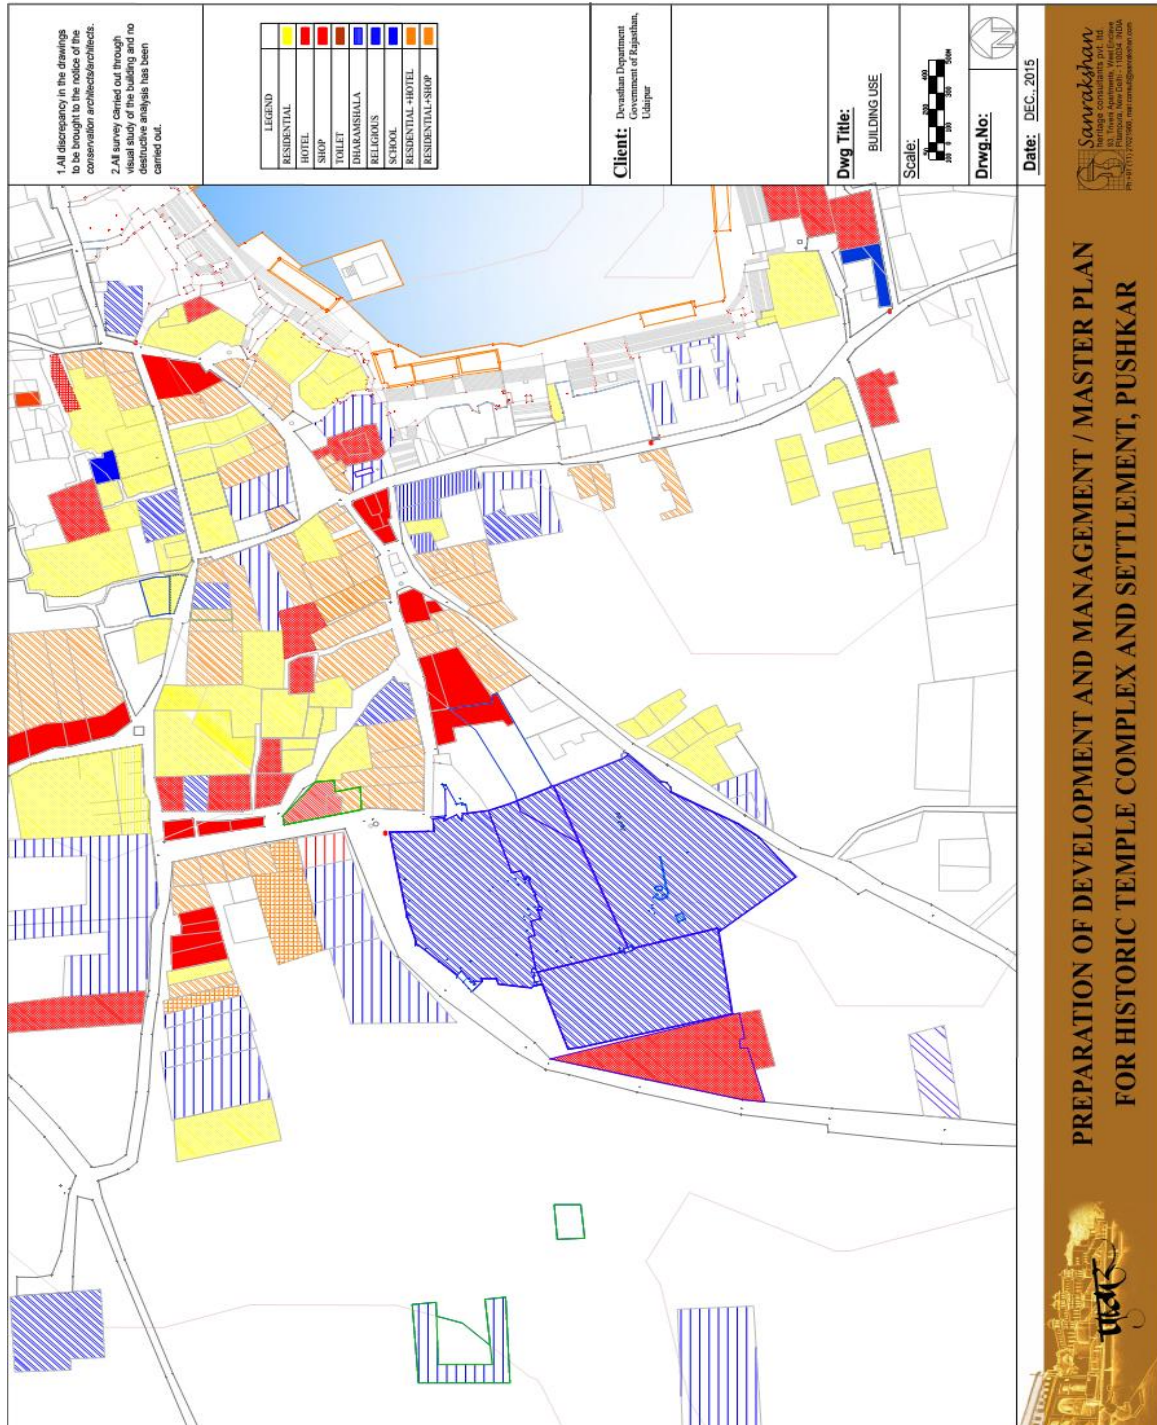 1.All discrepancy in the drawings
to be brought to the notice of the
conservation architects/architects.
2.All survey carried out through
visual study of the building and no
destructive analysis has been
carried out.
LEGEND
RESIDENTIAL
HOTEL
SHOP
TOILET
DHARAMSHALA
RELIGIOUS
SCHOOL
RESIDENTIAL +HOTEL
RESIDENTIAL+SHOP
Client: Devasthan Department
Government of Rajasthan,
Udaipur
Dwg Title:
BUILDING USE
Scale:
Drwg.No:
Date: DEC., 2015
Sanrakshan
heritage consultants pvt. ltd.
PREPARATION OF DEVELOPMENT AND MANAGEMENT / MASTER PLAN
FOR HISTORIC TEMPLE COMPLEX AND SETTLEMENT, PUSHKAR
पुष्कर